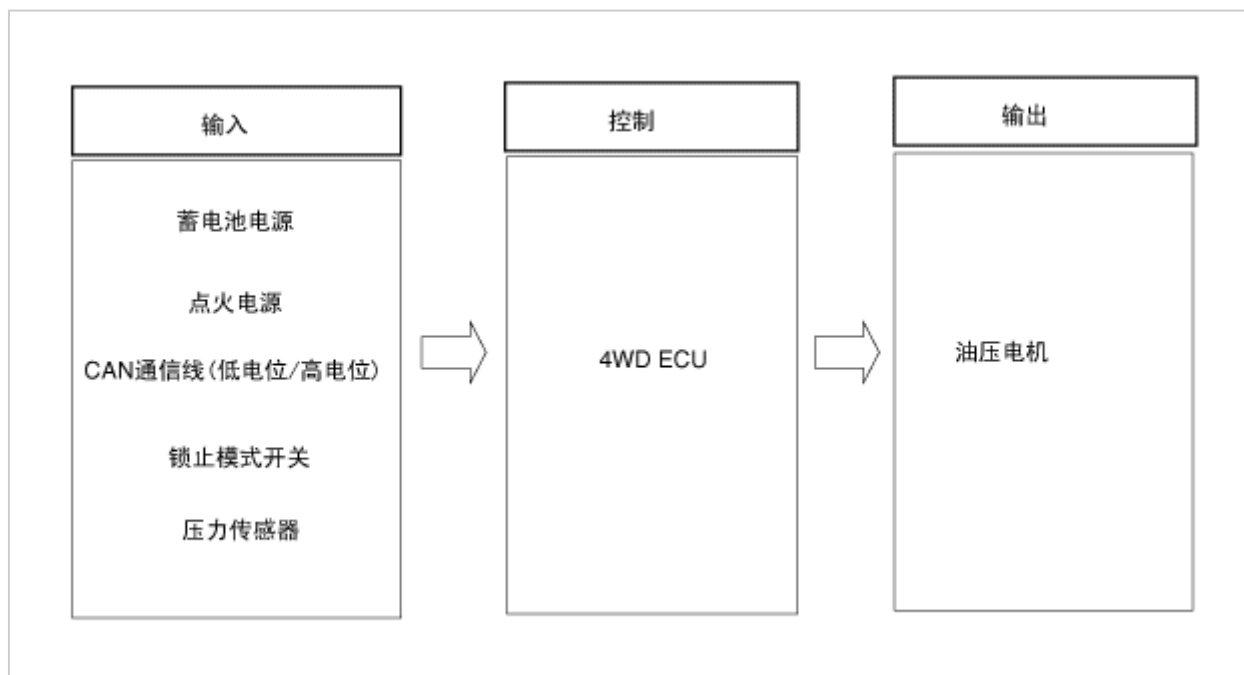 输入
蓄电池电源
点火电源
CAN通信线(低电位/高电位)
锁止模式开关
压力传感器
控制
4WD ECU
输出
油压电机